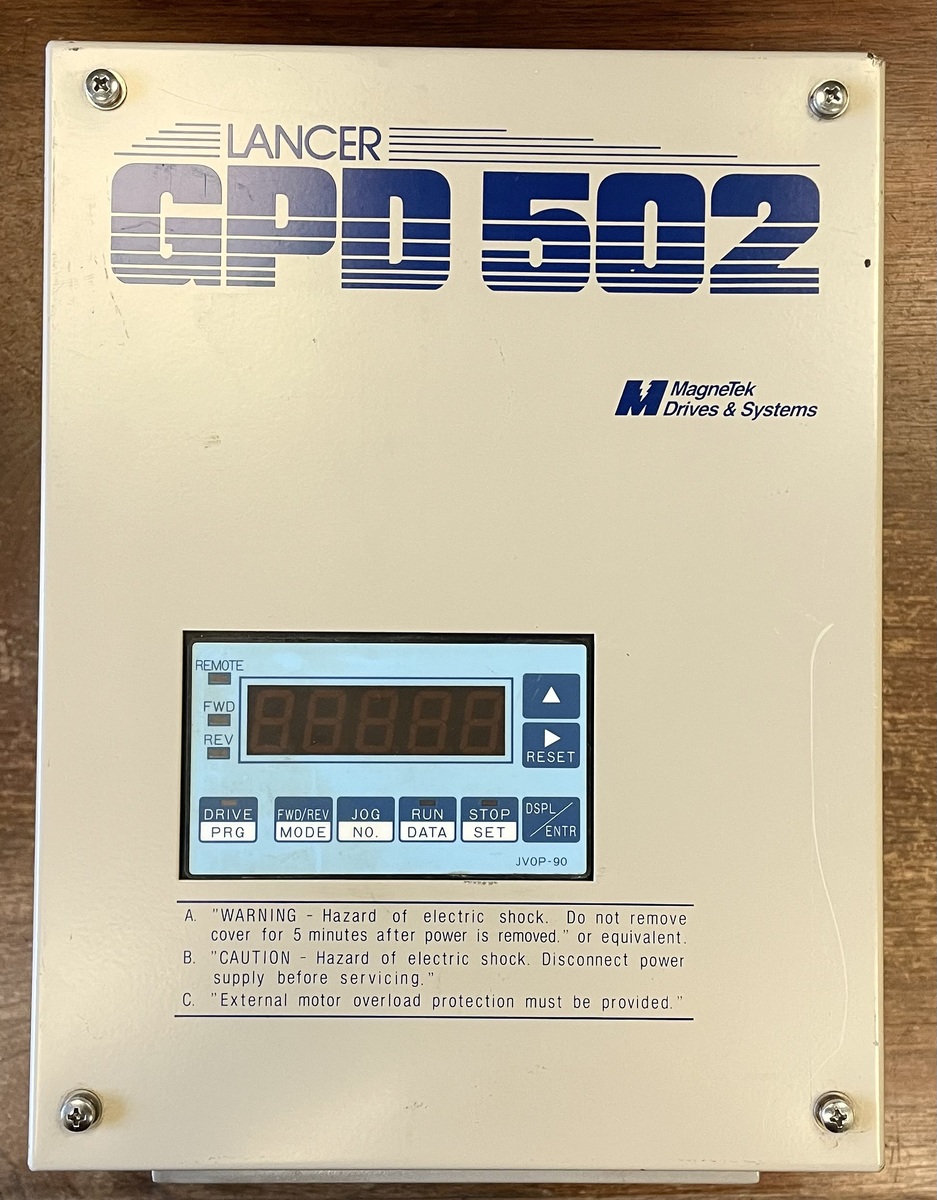 LANCER
GPD 502
MagneTek
Drives & Systems
REMOTE
FWD
REV
RESET
DRIVE
PRG
FWD/REV
MODE
JOG
NO.
RUN
DATA
STOP
SET
DSPL/
ENTR
JVOP-90
A. "WARNING - Hazard of electric shock. Do not remove
cover for 5 minutes after power is removed." or equivalent.
B. "CAUTION - Hazard of electric shock. Disconnect power
supply before servicing."
C. "External motor overload protection must be provided."